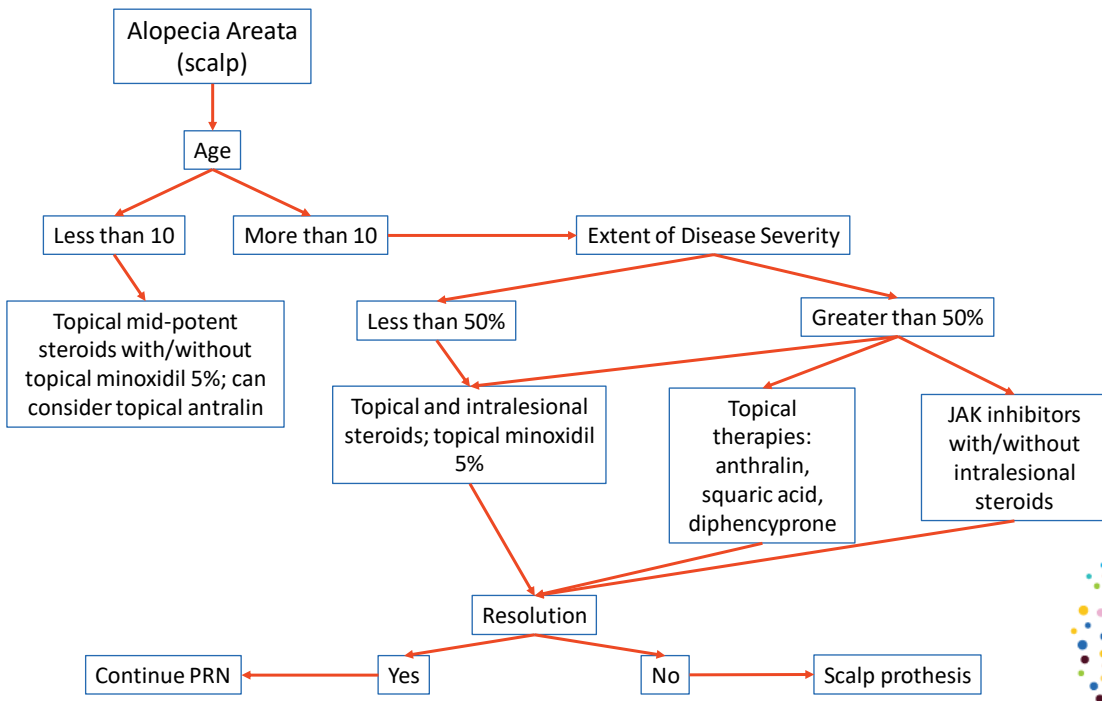 Alopecia Areata
(scalp)
Age
Less than 10
More than 10
Extent of Disease Severity
Topical mid-potent
steroids with/without
topical minoxidil 5%; can
consider topical antralin
Less than 50%
Greater than 50%
Topical and intralesional
steroids; topical minoxidil
5%
Topical
therapies:
anthralin,
squaric acid,
diphencyprone
JAK inhibitors
with/without
intralesional
steroids
Resolution
Continue PRN
Yes
No
Scalp prothesis